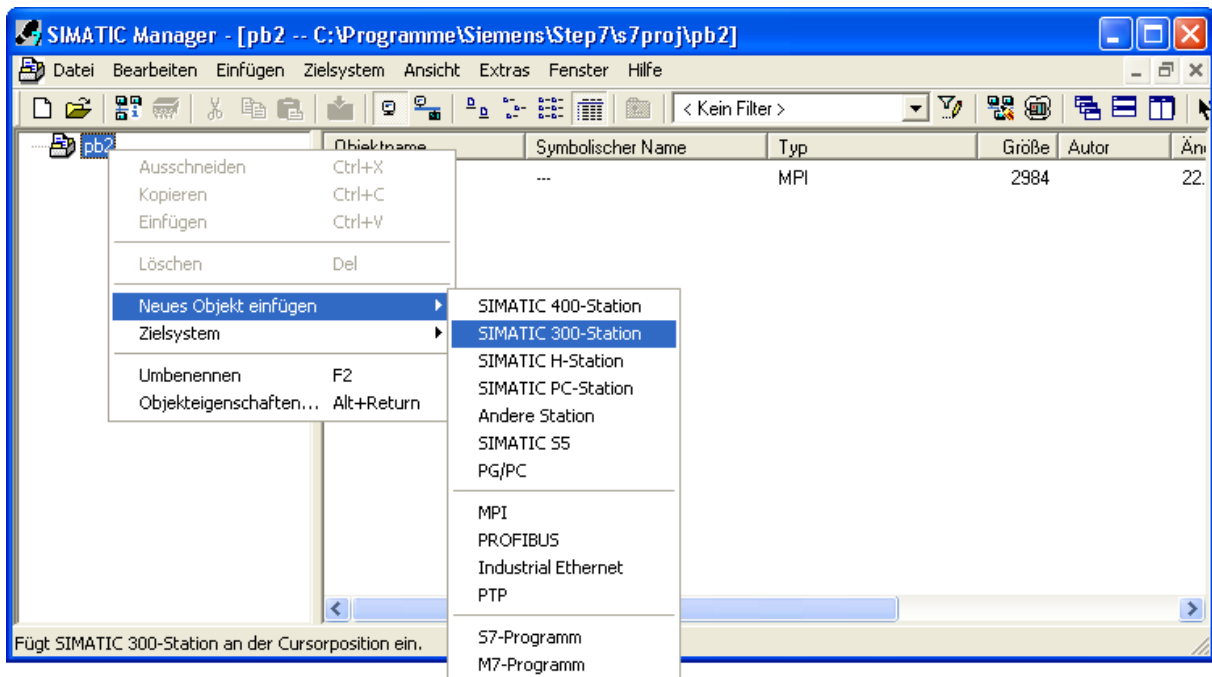 SIMATIC Manager - [pb2 -- C:\Programme\Siemens\Step7\s7proj\pb2]
Datei Bearbeiten Einfügen Zielsystem Ansicht Extras Fenster Hilfe
< Kein Filter >
pb2
Objektname Symbolischer Name Typ Größe Autor Än
--- MPI 2984 22.
Ausschneiden Ctrl+X
Kopieren Ctrl+C
Einfügen Ctrl+V
Löschen Del
Neues Objekt einfügen
Zielsystem
Umbenennen F2
Objekteigenschaften... Alt+Return
SIMATIC 400-Station
SIMATIC 300-Station
SIMATIC H-Station
SIMATIC PC-Station
Andere Station
SIMATIC S5
PG/PC
MPI
PROFIBUS
Industrial Ethernet
PTP
S7-Programm
M7-Programm
Fügt SIMATIC 300-Station an der Cursorposition ein.